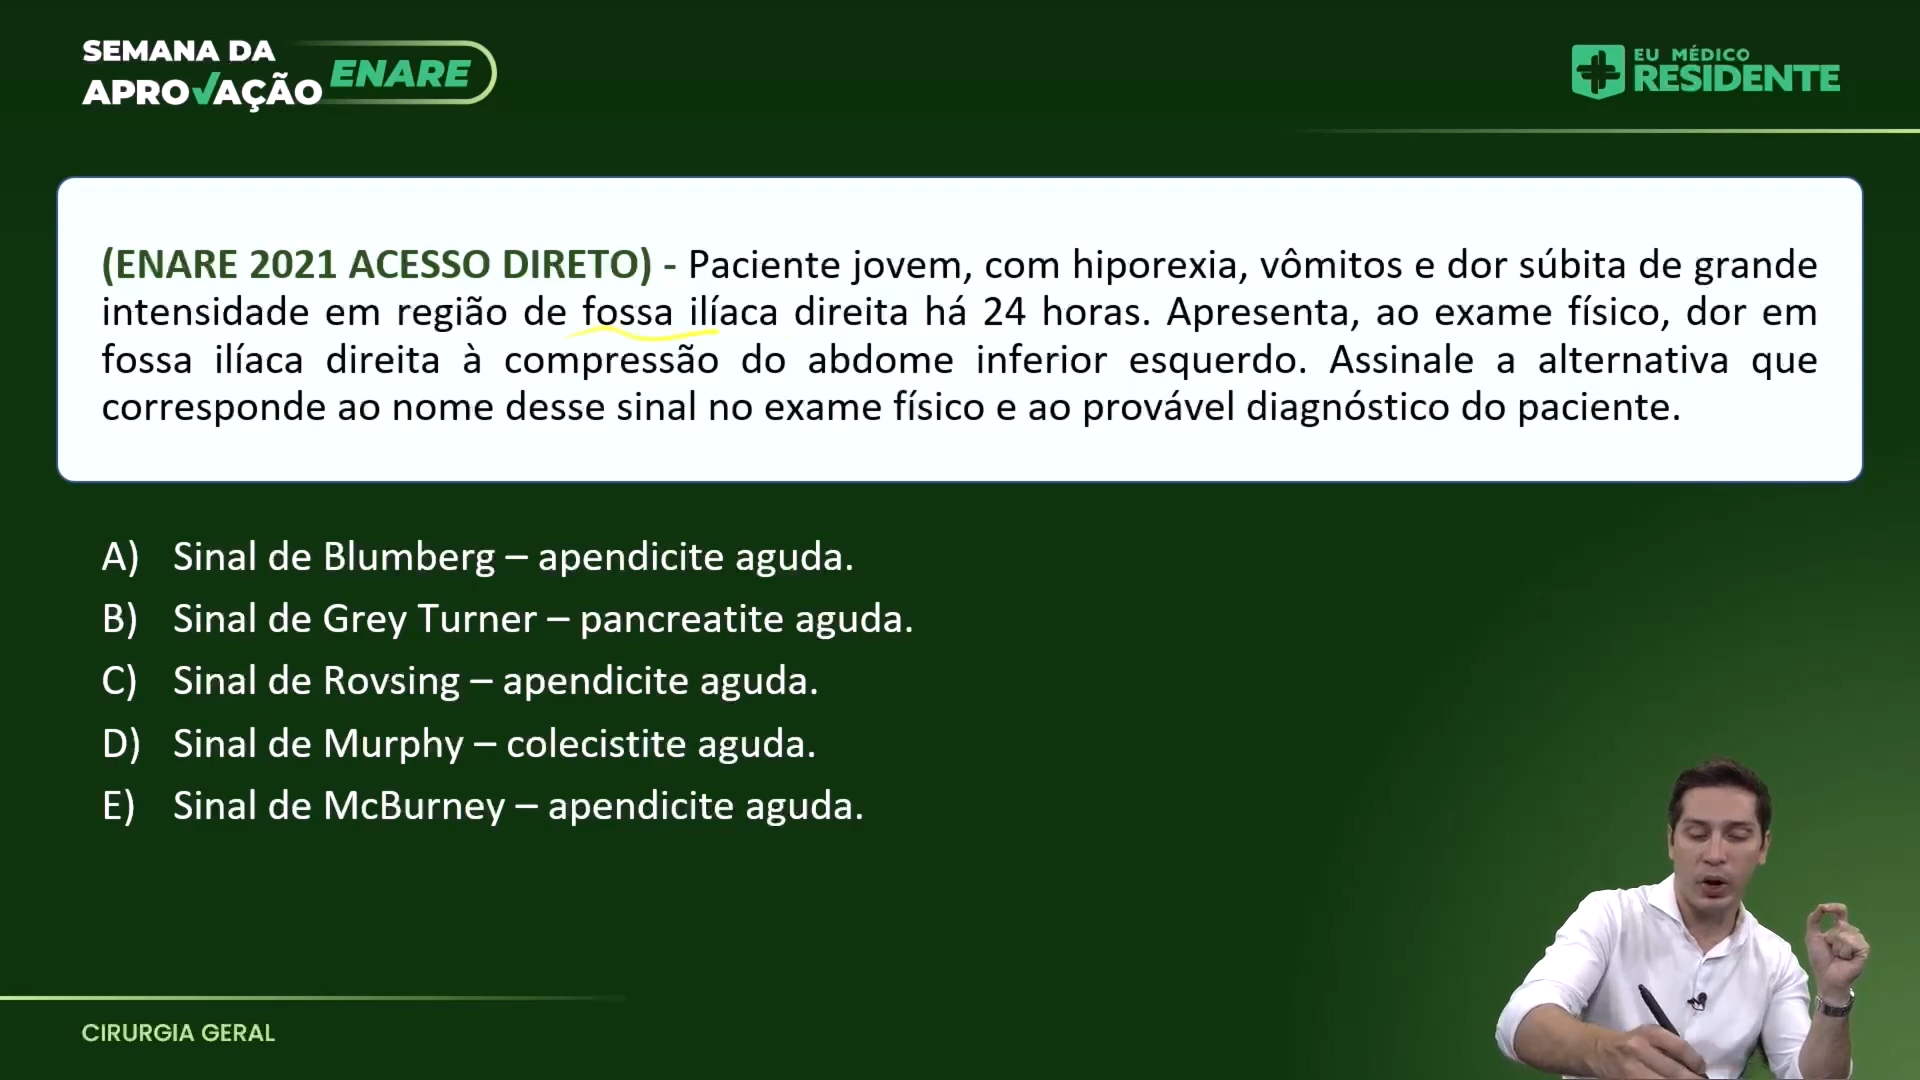 SEMANA DA
APROVAÇÃO ENARE
EU MÉDICO
RESIDENTE
(ENARE 2021 ACESSO DIRETO) - Paciente jovem, com hiporexia, vômitos e dor súbita de grande
intensidade em região de fossa ilíaca direita há 24 horas. Apresenta, ao exame físico, dor em
fossa ilíaca direita à compressão do abdome inferior esquerdo. Assinale a alternativa que
corresponde ao nome desse sinal no exame físico e ao provável diagnóstico do paciente.
A) Sinal de Blumberg – apendicite aguda.
B) Sinal de Grey Turner – pancreatite aguda.
C) Sinal de Rovsing – apendicite aguda.
D) Sinal de Murphy – colecistite aguda.
E) Sinal de McBurney – apendicite aguda.
CIRURGIA GERAL